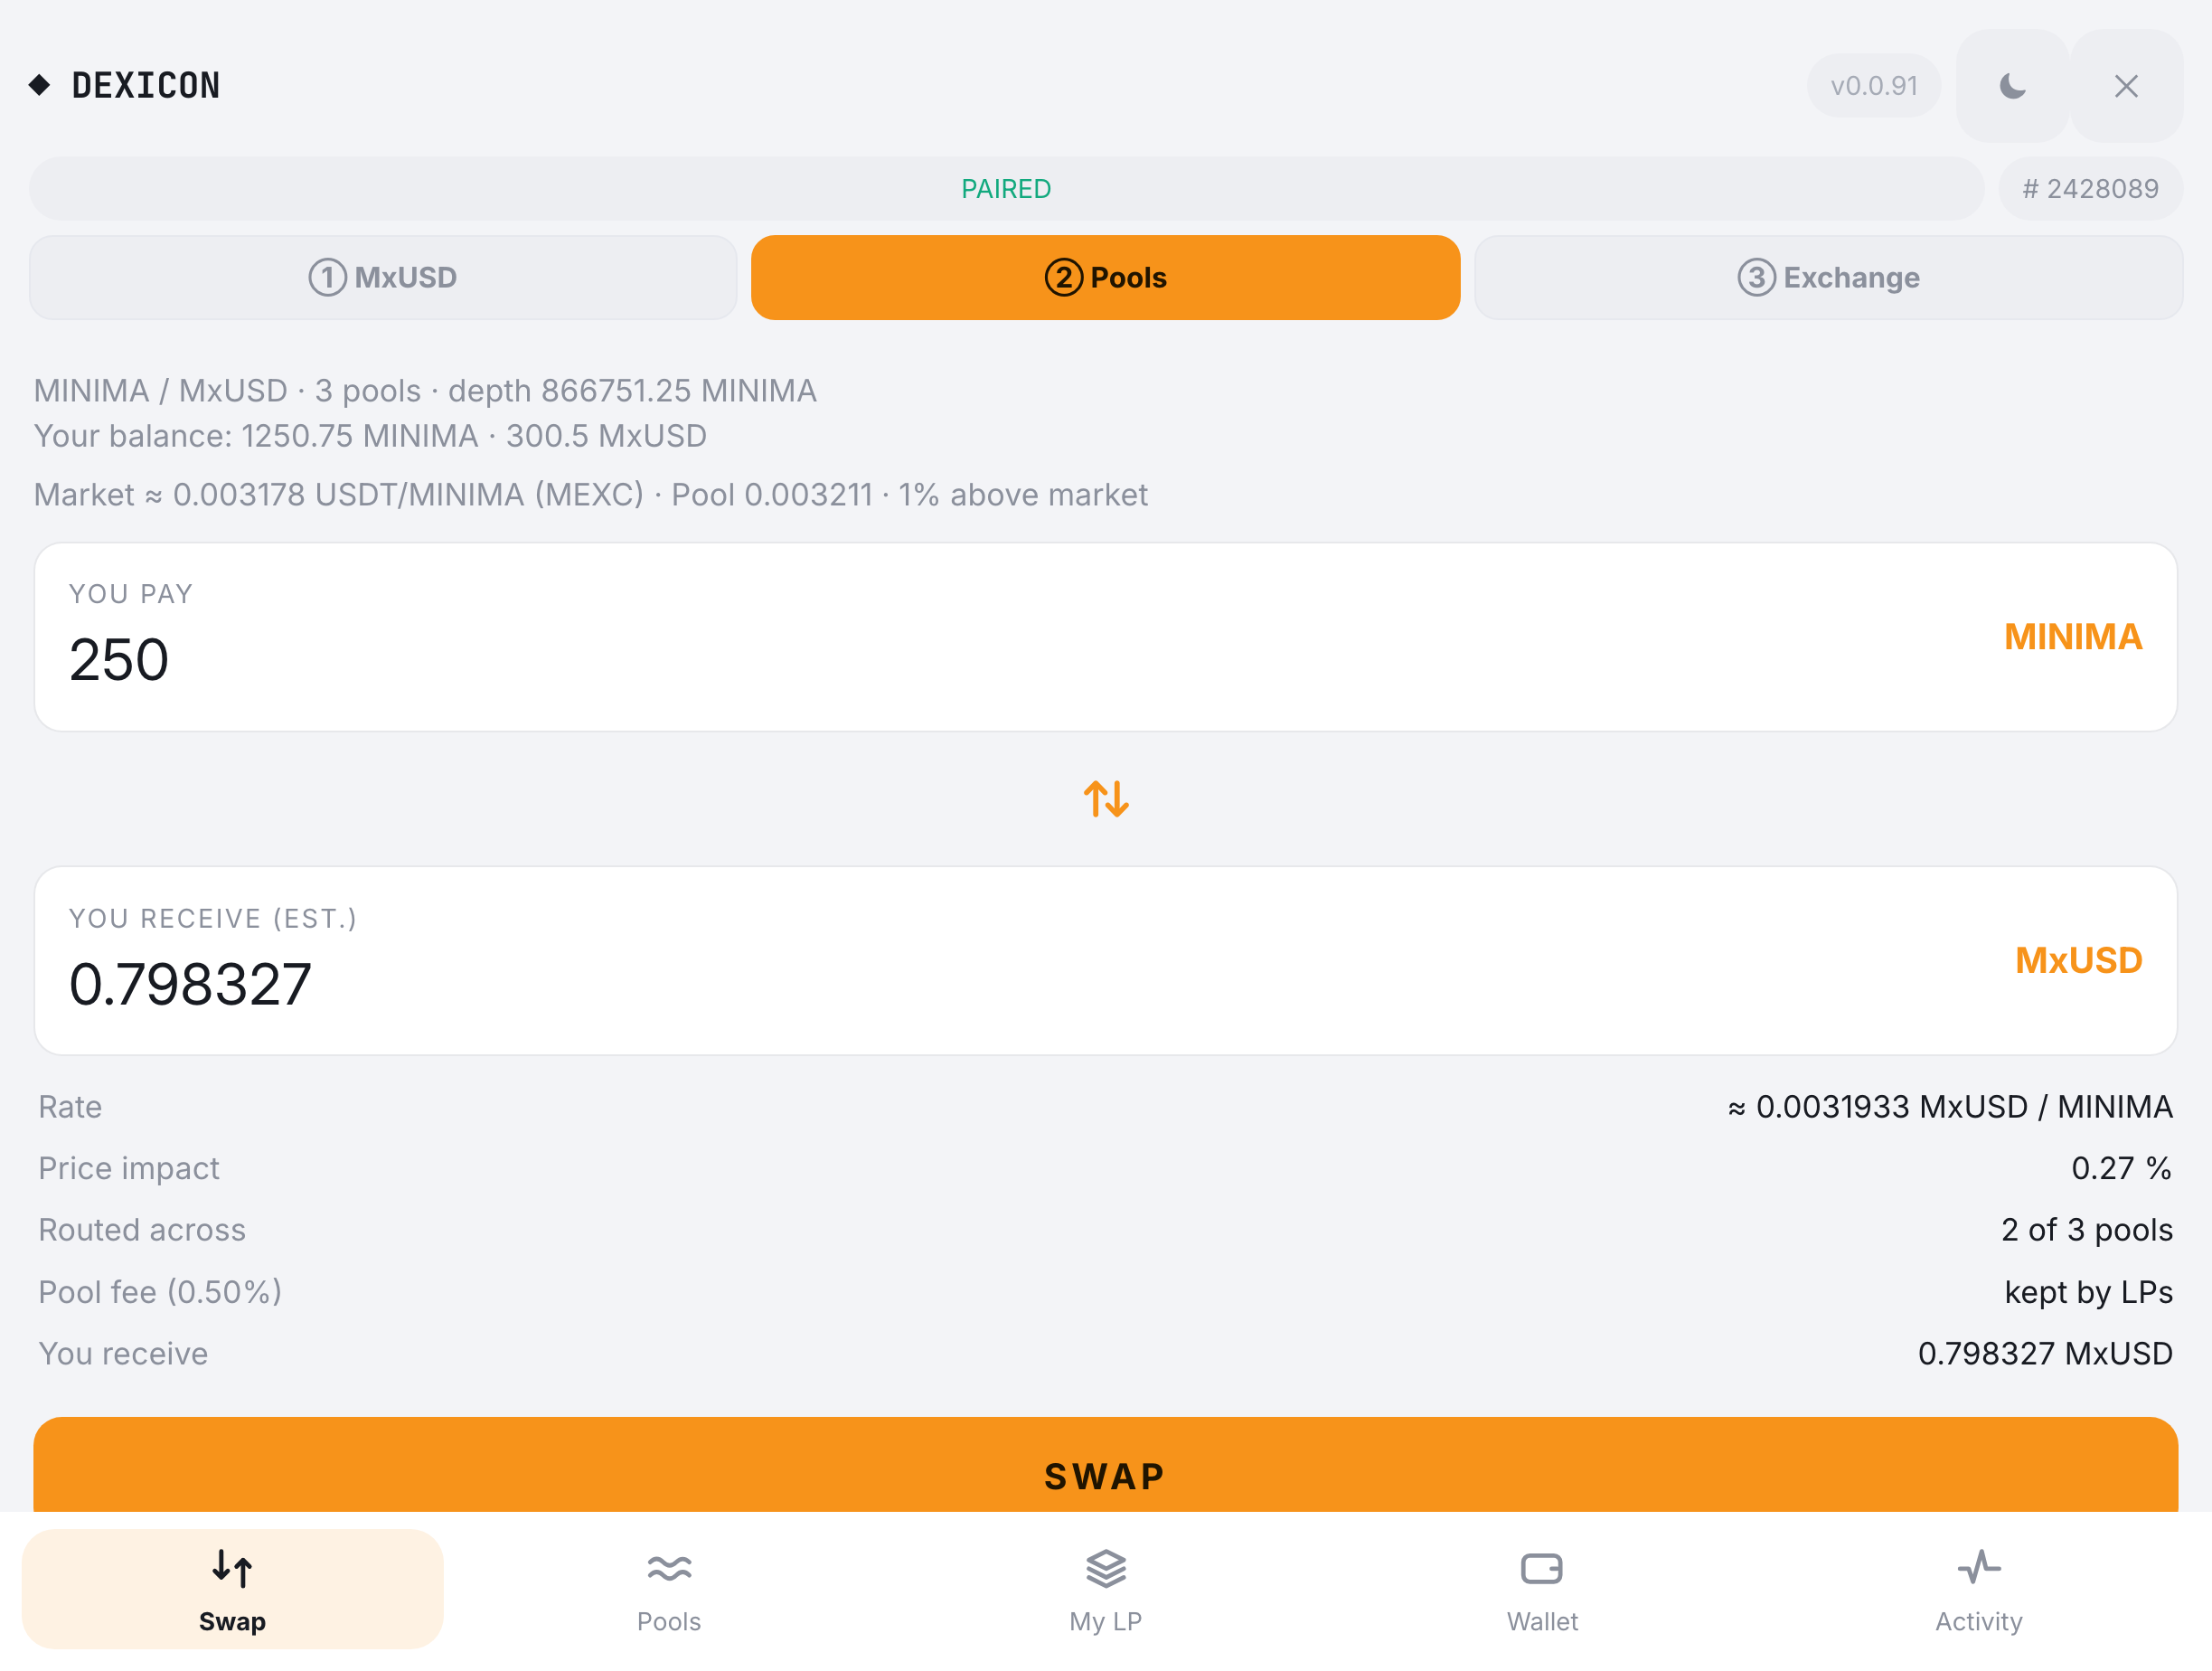 ◆ DEXICON
v0.0.91
PAIRED
# 2428089
① MxUSD
② Pools
③ Exchange
MINIMA / MxUSD · 3 pools · depth 866751.25 MINIMA
Your balance: 1250.75 MINIMA · 300.5 MxUSD
Market ≈ 0.003178 USDT/MINIMA (MEXC) · Pool 0.003211 · 1% above market
YOU PAY
250
MINIMA
YOU RECEIVE (EST.)
0.798327
MxUSD
Rate ≈ 0.0031933 MxUSD / MINIMA
Price impact 0.27 %
Routed across 2 of 3 pools
Pool fee (0.50%) kept by LPs
You receive 0.798327 MxUSD
SWAP
Swap
Pools
My LP
Wallet
Activity